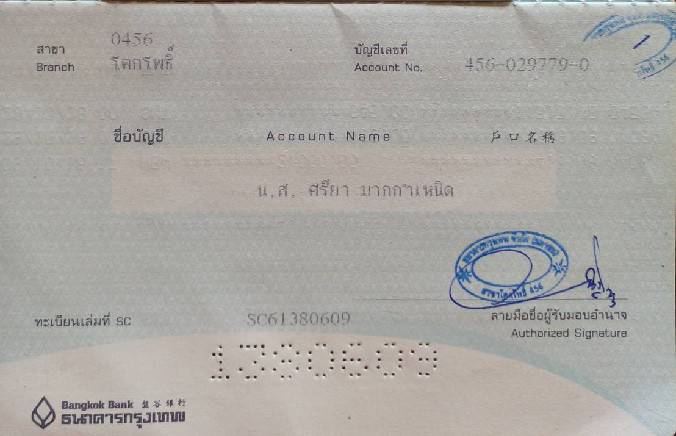 สาขา 0456
Branch โคกโพธิ์
บัญชีเลขที่
Account No. 456-029779-0
ชื่อบัญชี Account Name 戶口名稱
น.ส. ศรียา มากกาเหนิด
สาขาโคกโพธิ์ 456
ทะเบียนเล่มที่ SC SC61380609
ลายมือชื่อผู้รับมอบอำนาจ
Authorized Signature
1380609
Bangkok Bank 盤谷銀行
ธนาคารกรุงเทพ